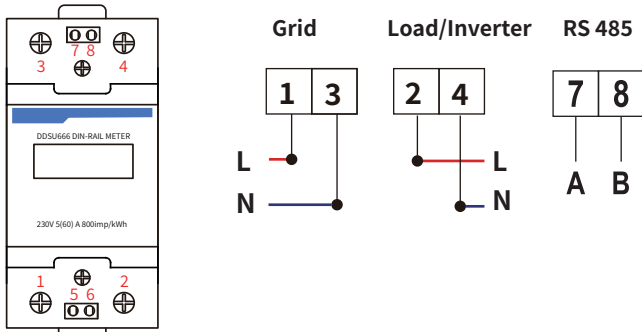 7 8
3 4
DDSU666 DIN-RAIL METER
230V 5(60) A 800imp/kWh
1 2
5 6
Grid
1 3
L
N
Load/Inverter
2 4
L
N
RS 485
7 8
A B